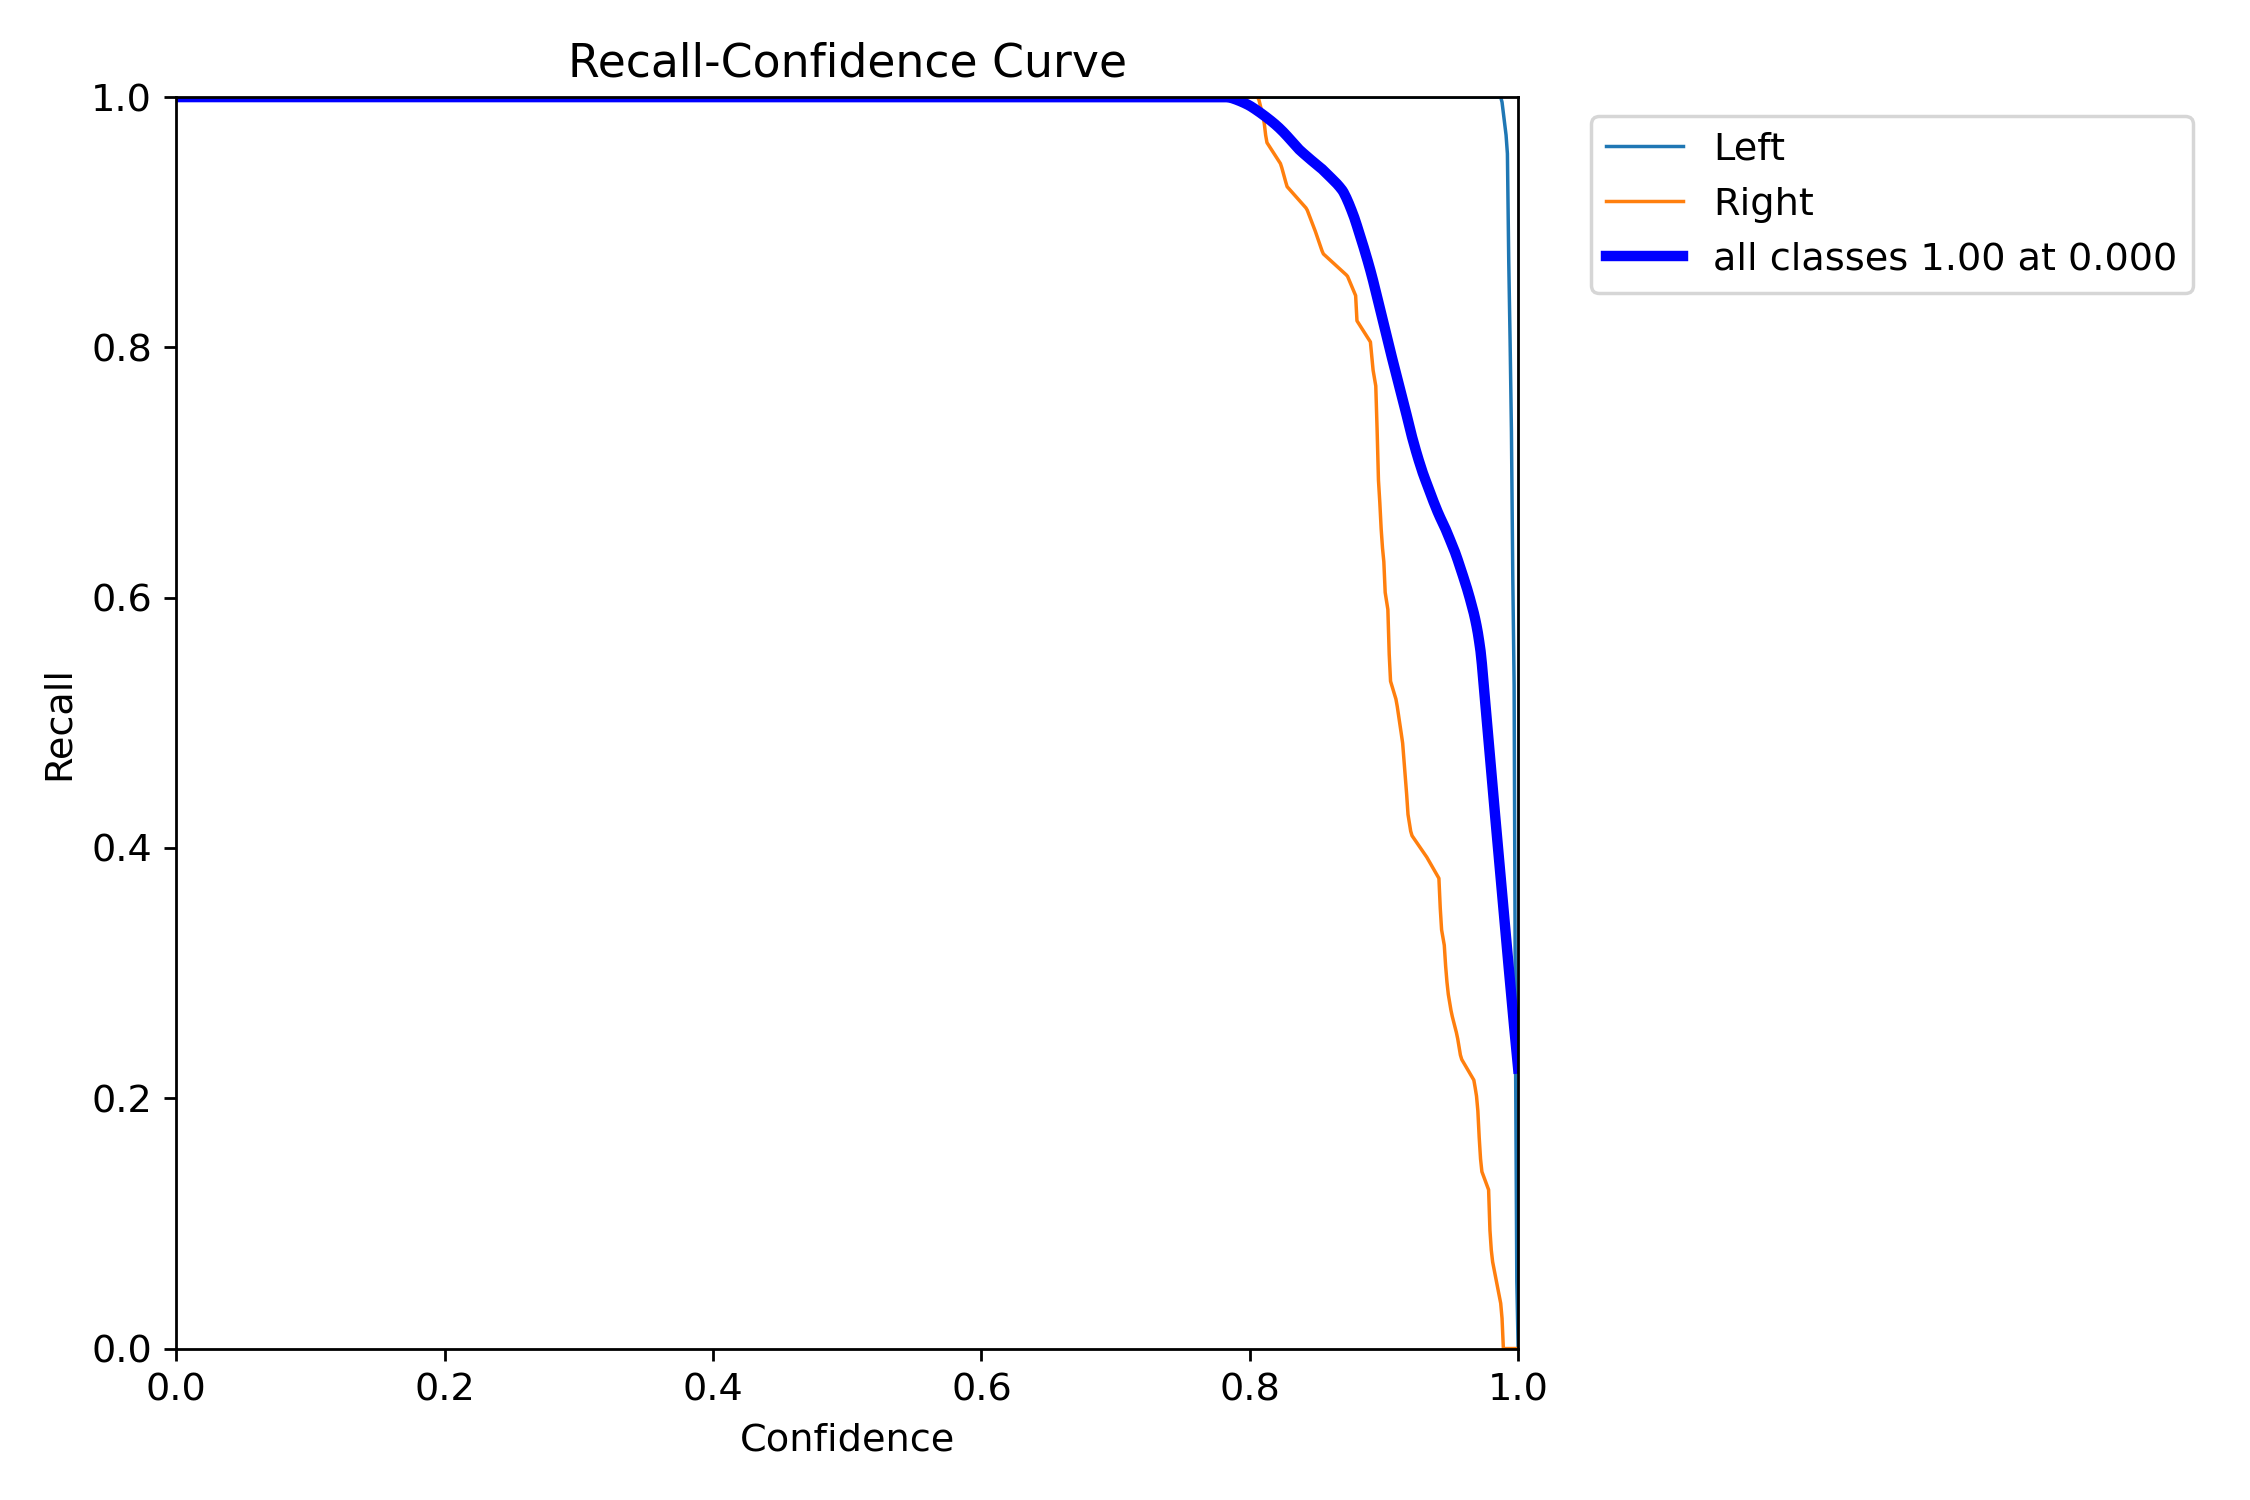 Recall-Confidence Curve
1.0
0.8
0.6
0.4
0.2
0.0
Recall
0.0 0.2 0.4 0.6 0.8 1.0
Confidence
Left
Right
all classes 1.00 at 0.000